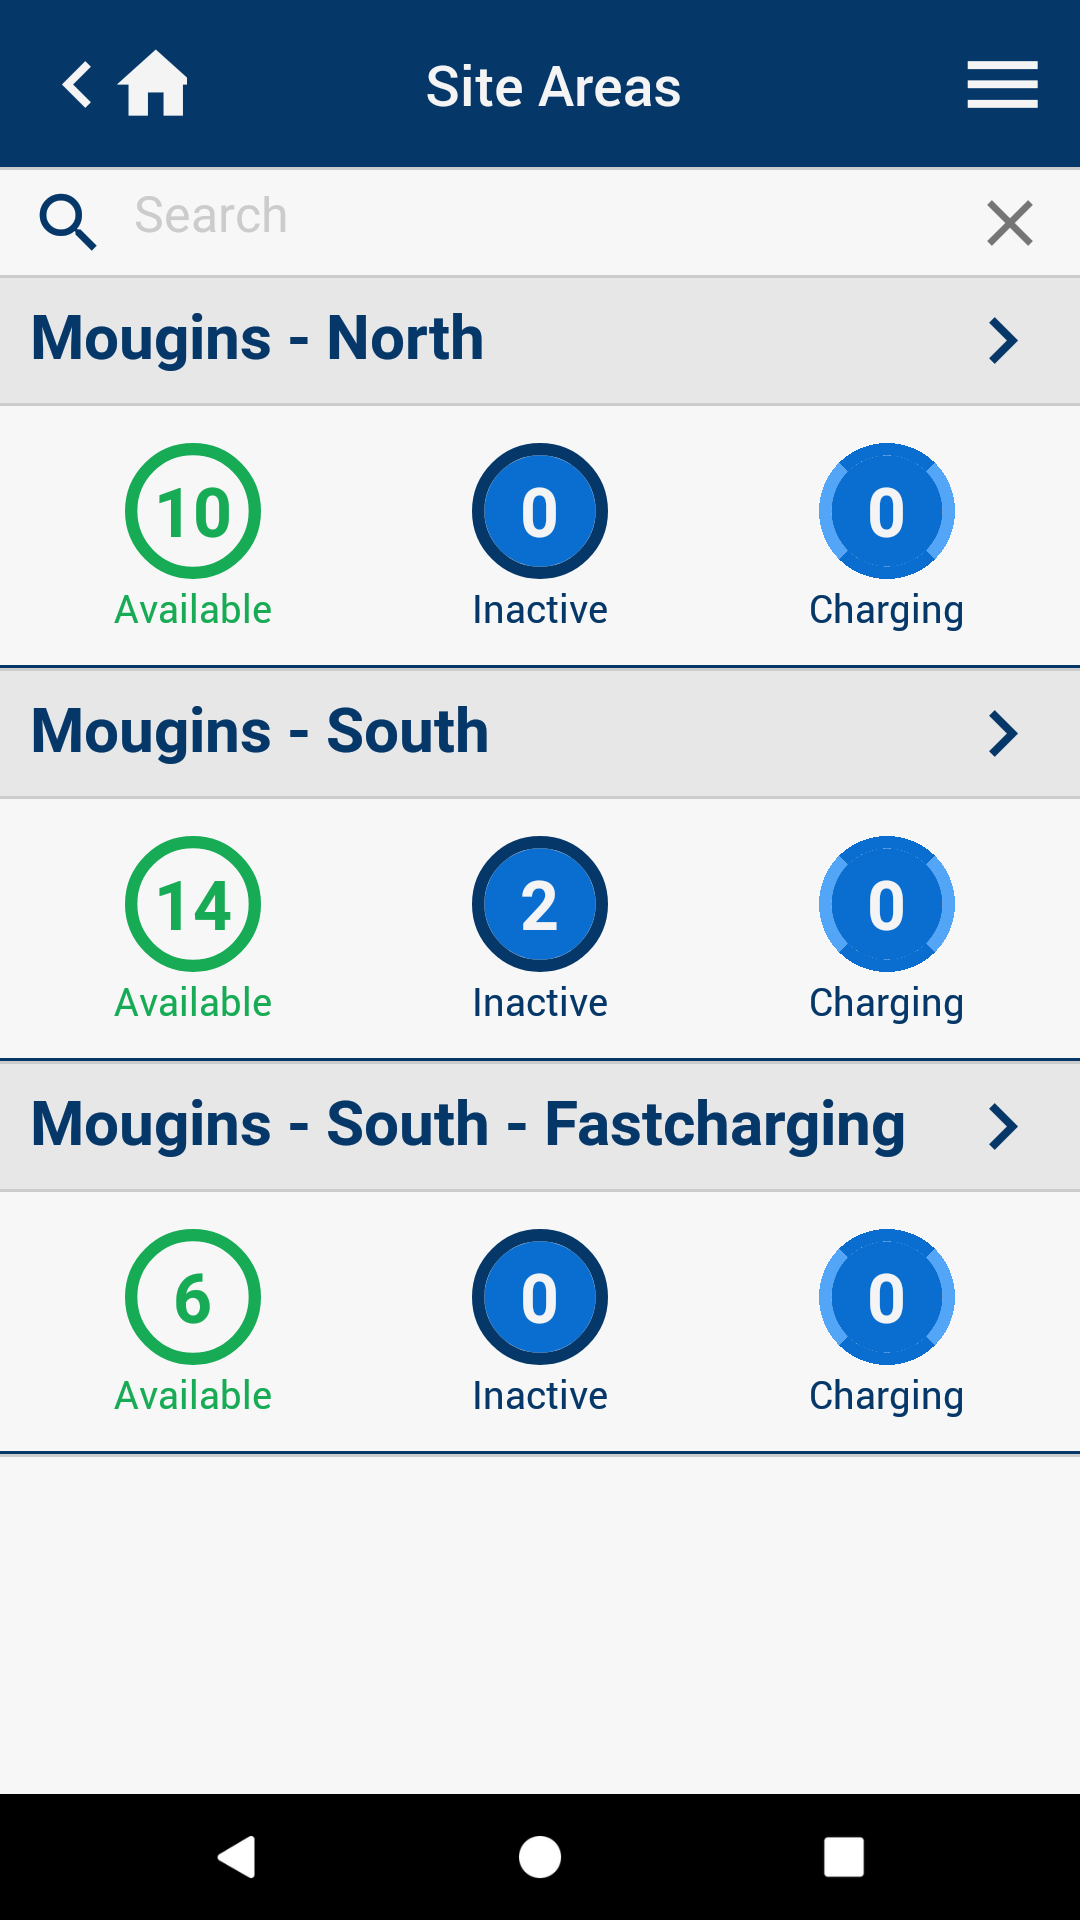 Site Areas
Search
Mougins - North
10 0 0
Available Inactive Charging
Mougins - South
14 2 0
Available Inactive Charging
Mougins - South - Fastcharging
6 0 0
Available Inactive Charging